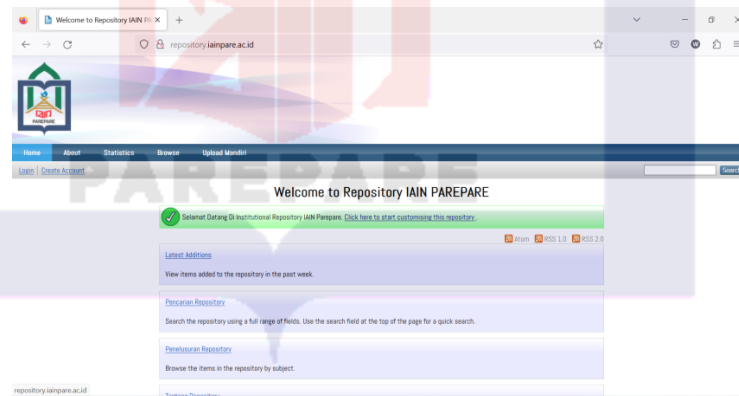 Welcome to Repository IAIN PA
repository.iainpare.ac.id
IAIN
PAREPARE
Home About Statistics Browse Upload Mandiri
Login Create Account
Search
PAREPARE
Welcome to Repository IAIN PAREPARE
Selamat Datang Di Institutional Repository IAIN Parepare. Click here to start customising this repository.
Atom RSS 1.0 RSS 2.0
Latest Additions
View items added to the repository in the past week.
Pencarian Repository
Search the repository using a full range of fields. Use the search field at the top of the page for a quick search.
Penelusuran Repository
Browse the items in the repository by subject.
repository.iainpare.ac.id